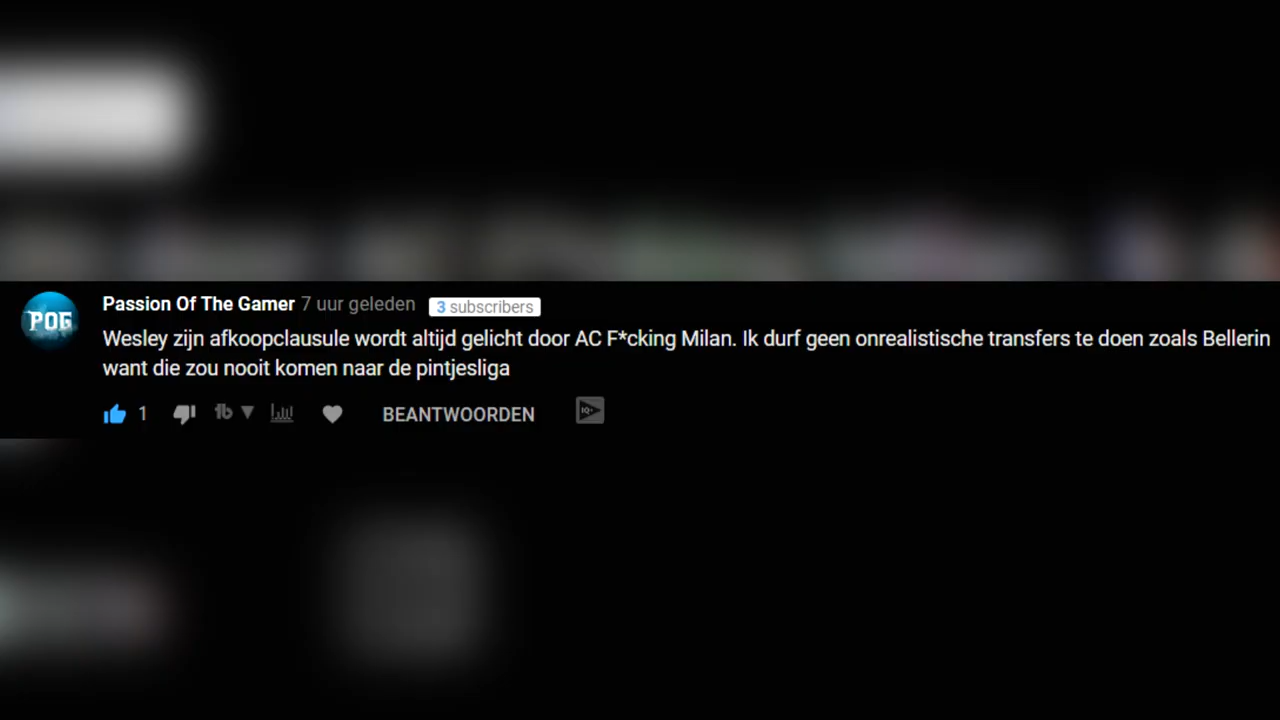 POG
Passion Of The Gamer 7 uur geleden 3 subscribers
Wesley zijn afkoopclausule wordt altijd gelicht door AC F*cking Milan. Ik durf geen onrealistische transfers te doen zoals Bellerin
want die zou nooit komen naar de pintjesliga
1 tb BEANTWOORDEN IQ+